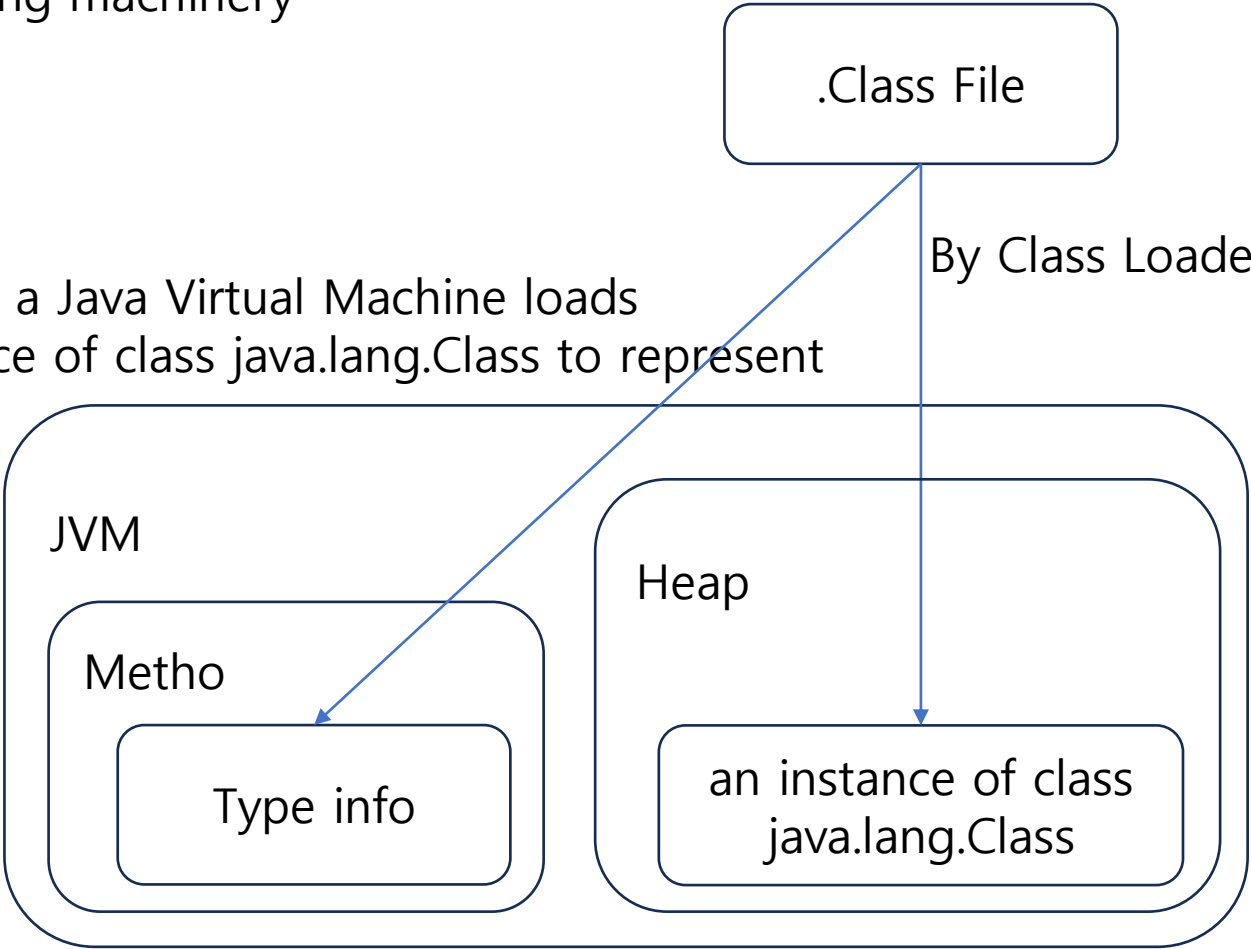 ng machinery
.Class File
By Class Loade
a Java Virtual Machine loads
ce of class java.lang.Class to represent
JVM
Heap
Metho
Type info
an instance of class
java.lang.Class